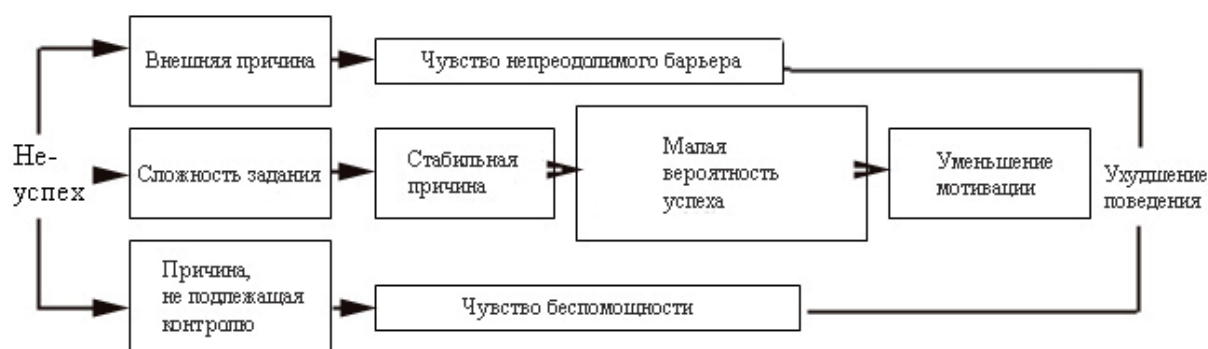 Не-
успех
Внешняя причина
Чувство непреодолимого барьера
Сложность задания
Стабильная
причина
Малая
вероятность
успеха
Уменьшение
мотивации
Причина,
не подлежащая
контролю
Чувство беспомощности
Ухудшение
поведения